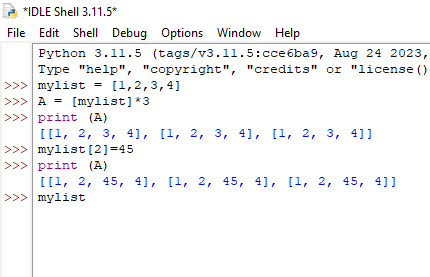 *IDLE Shell 3.11.5*
File Edit Shell Debug Options Window Help
Python 3.11.5 (tags/v3.11.5:cce6ba9, Aug 24 2023,
Type "help", "copyright", "credits" or "license()
>>> mylist = [1,2,3,4]
>>> A = [mylist]*3
>>> print (A)
[[1, 2, 3, 4], [1, 2, 3, 4], [1, 2, 3, 4]]
>>> mylist[2]=45
>>> print (A)
[[1, 2, 45, 4], [1, 2, 45, 4], [1, 2, 45, 4]]
>>> mylist